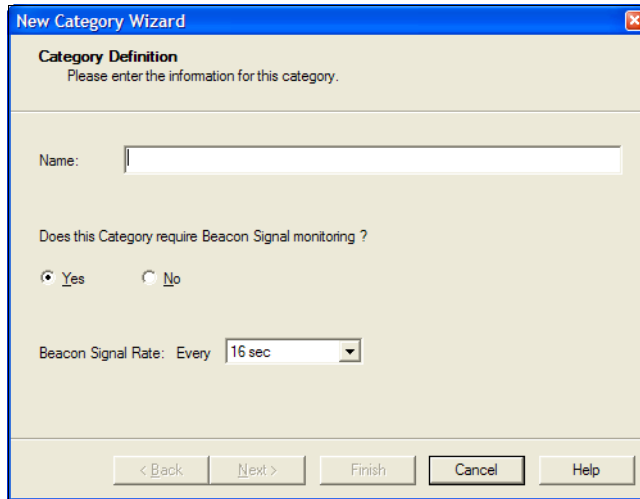 New Category Wizard
Category Definition
Please enter the information for this category.
Name:
Does this Category require Beacon Signal monitoring ?
Yes No
Beacon Signal Rate: Every 16 sec
< Back Next > Finish Cancel Help